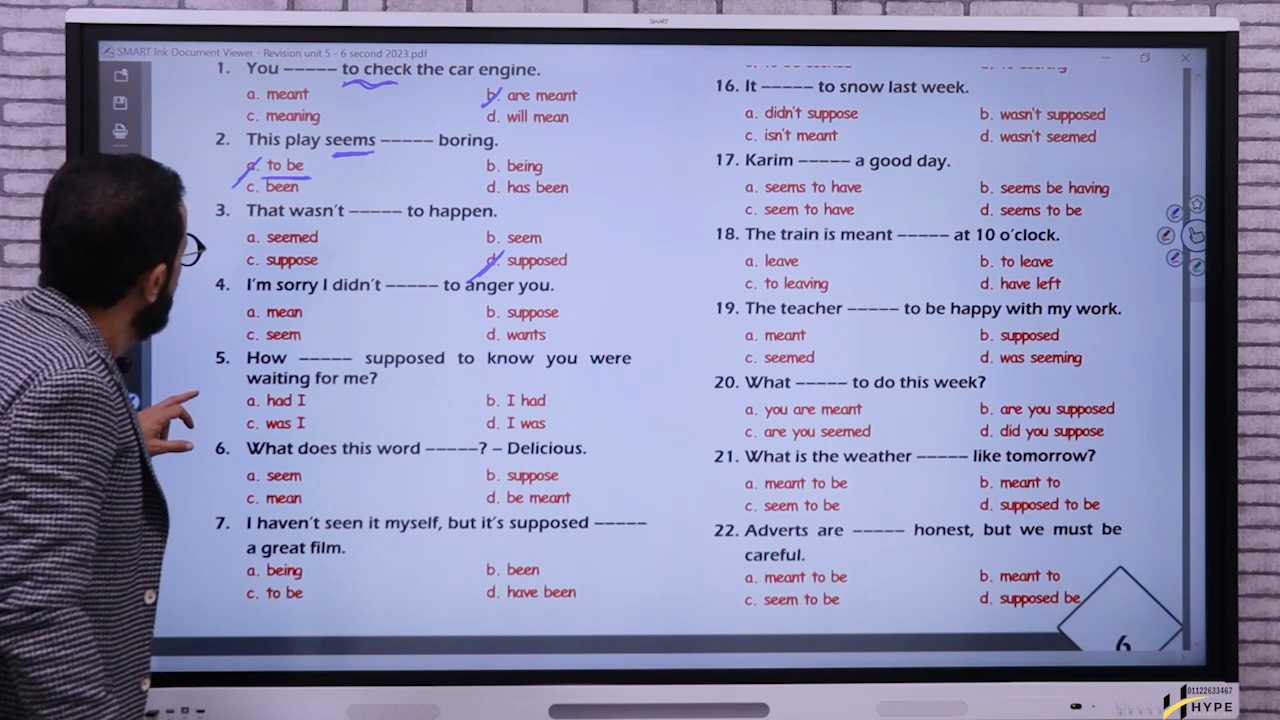 SMART
SMART Ink Document Viewer - Revision unit 5 - 6 second 2023.pdf
1. You ----- to check the car engine.
a. meant
b. are meant
c. meaning
d. will mean
2. This play seems ----- boring.
a. to be
b. being
c. been
d. has been
3. That wasn't ----- to happen.
a. seemed
b. seem
c. suppose
d. supposed
4. I'm sorry I didn't ----- to anger you.
a. mean
b. suppose
c. seem
d. wants
5. How ----- supposed to know you were
waiting for me?
a. had I
b. I had
c. was I
d. I was
6. What does this word -----? – Delicious.
a. seem
b. suppose
c. mean
d. be meant
7. I haven't seen it myself, but it's supposed -----
a great film.
a. being
b. been
c. to be
d. have been
16. It ----- to snow last week.
a. didn't suppose
b. wasn't supposed
c. isn't meant
d. wasn't seemed
17. Karim ----- a good day.
a. seems to have
b. seems be having
c. seem to have
d. seems to be
18. The train is meant ----- at 10 o'clock.
a. leave
b. to leave
c. to leaving
d. have left
19. The teacher ----- to be happy with my work.
a. meant
b. supposed
c. seemed
d. was seeming
20. What ----- to do this week?
a. you are meant
b. are you supposed
c. are you seemed
d. did you suppose
21. What is the weather ----- like tomorrow?
a. meant to be
b. meant to
c. seem to be
d. supposed to be
22. Adverts are ----- honest, but we must be
careful.
a. meant to be
b. meant to
c. seem to be
d. supposed be
6
01122633467
HYPE